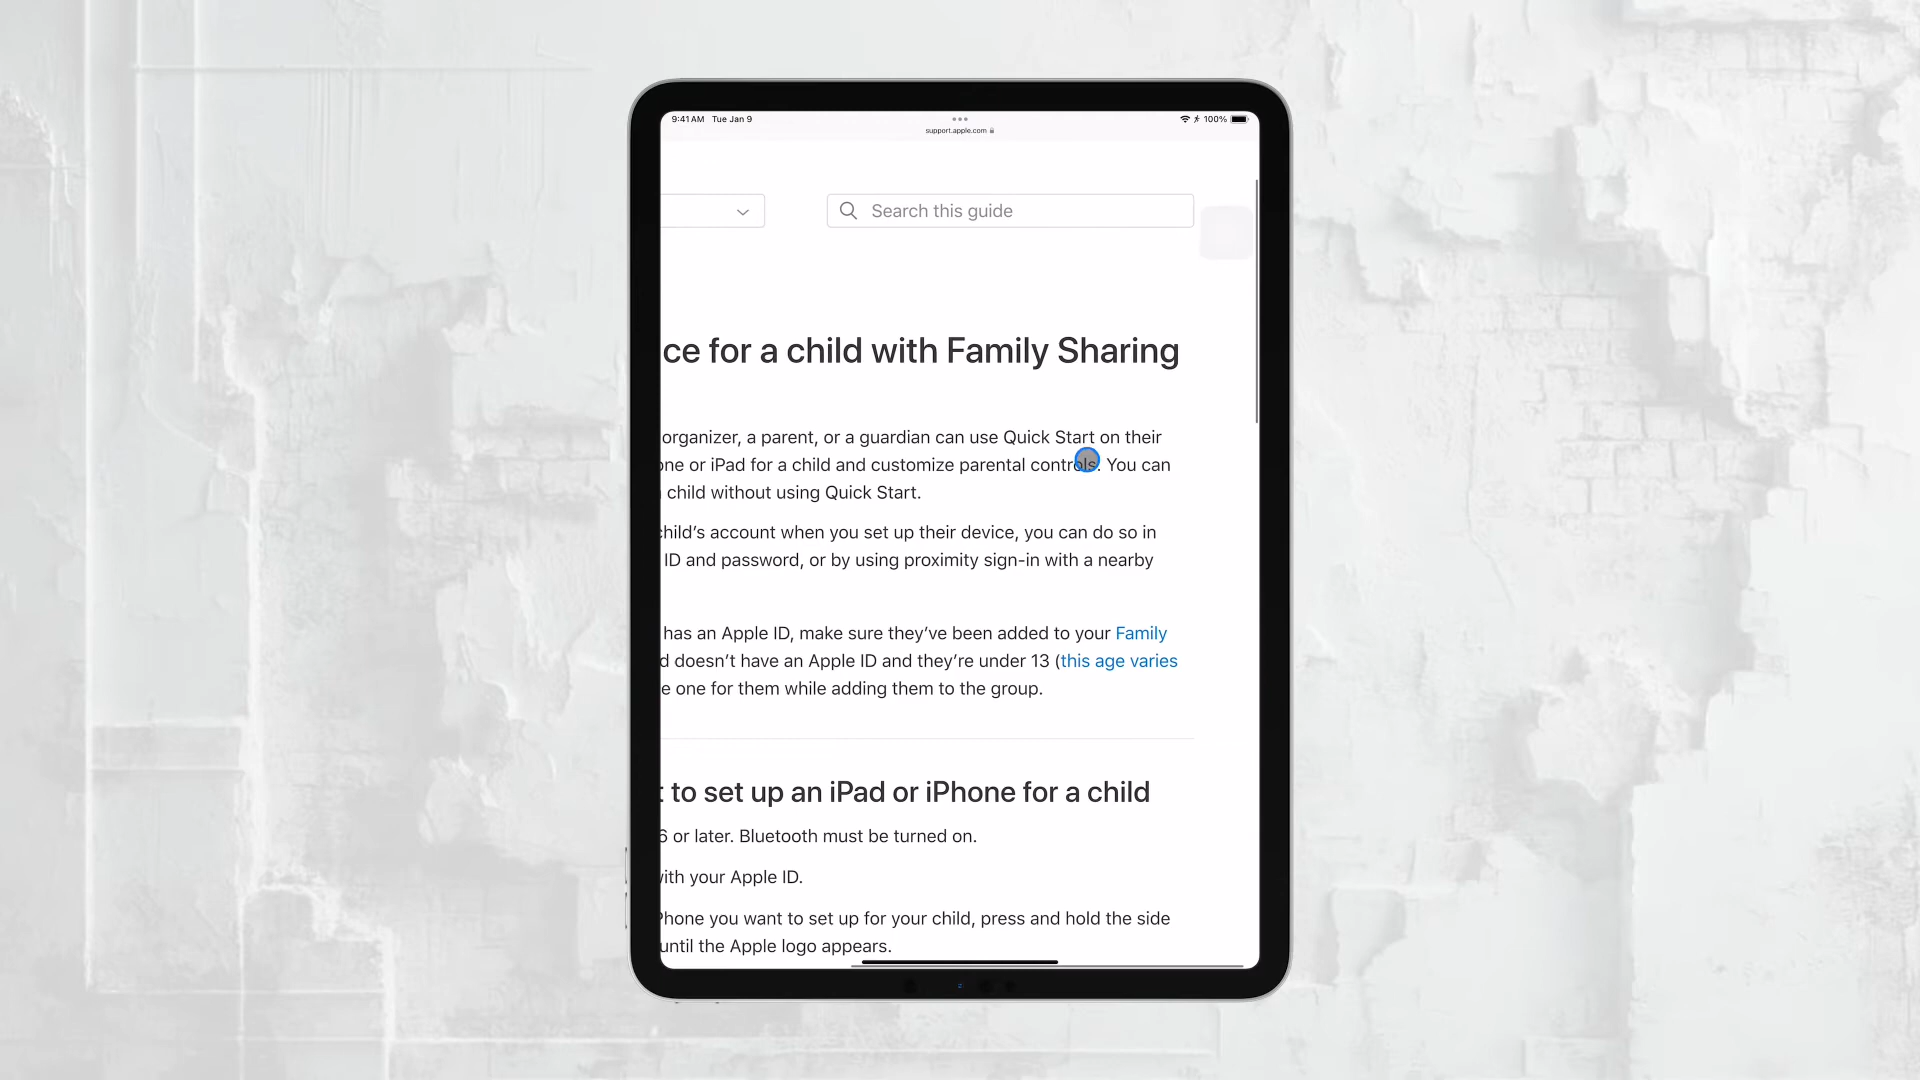 9:41 AM Tue Jan 9
100%
support.apple.com
Search this guide
ce for a child with Family Sharing
organizer, a parent, or a guardian can use Quick Start on their
one or iPad for a child and customize parental controls. You can
child without using Quick Start.
child’s account when you set up their device, you can do so in
ID and password, or by using proximity sign-in with a nearby
has an Apple ID, make sure they’ve been added to your Family
d doesn’t have an Apple ID and they’re under 13 (this age varies
e one for them while adding them to the group.
to set up an iPad or iPhone for a child
6 or later. Bluetooth must be turned on.
with your Apple ID.
Phone you want to set up for your child, press and hold the side
until the Apple logo appears.